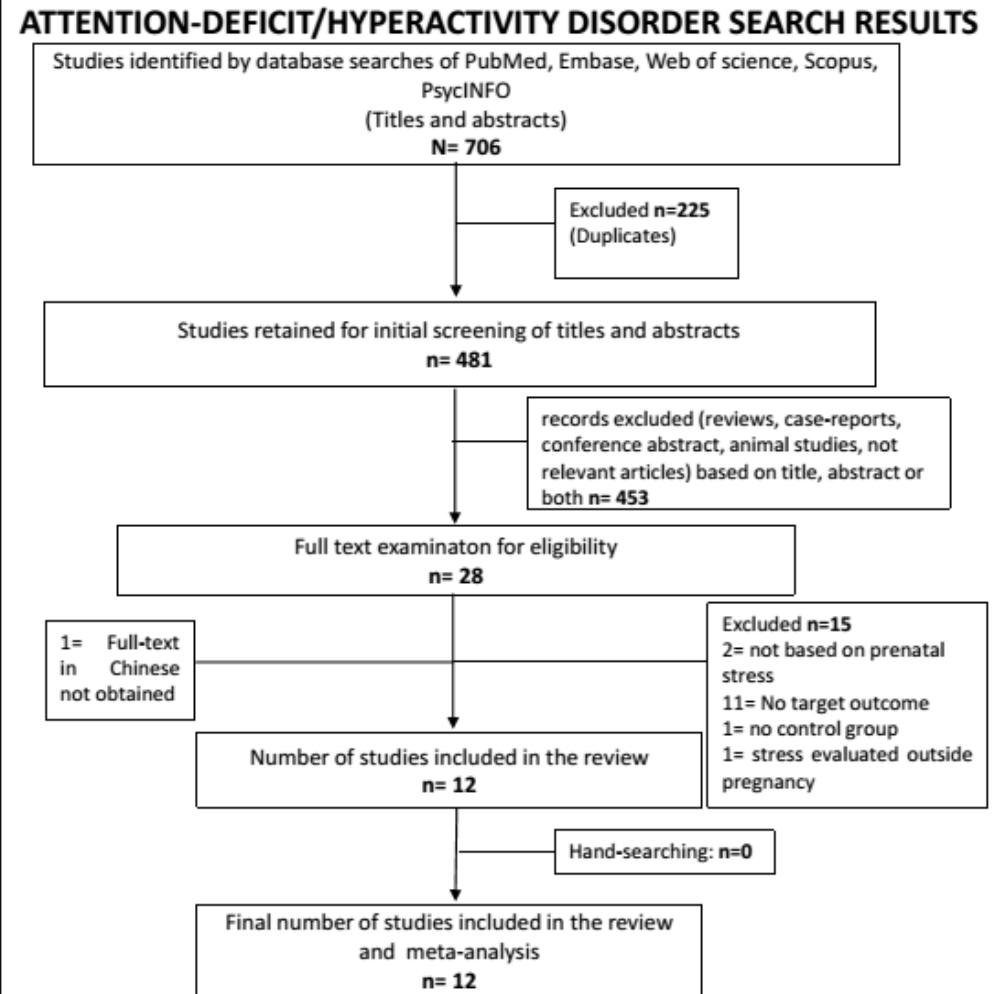 ATTENTION-DEFICIT/HYPERACTIVITY DISORDER SEARCH RESULTS
Studies identified by database searches of PubMed, Embase, Web of science, Scopus,
PsycINFO
(Titles and abstracts)
N= 706
Excluded n=225
(Duplicates)
Studies retained for initial screening of titles and abstracts
n= 481
records excluded (reviews, case-reports,
conference abstract, animal studies, not
relevant articles) based on title, abstract or
both n= 453
Full text examinaton for eligibility
n= 28
1= Full-text
in Chinese
not obtained
Excluded n=15
2= not based on prenatal
stress
11= No target outcome
1= no control group
1= stress evaluated outside
pregnancy
Number of studies included in the review
n= 12
Hand-searching: n=0
Final number of studies included in the review
and meta-analysis
n= 12